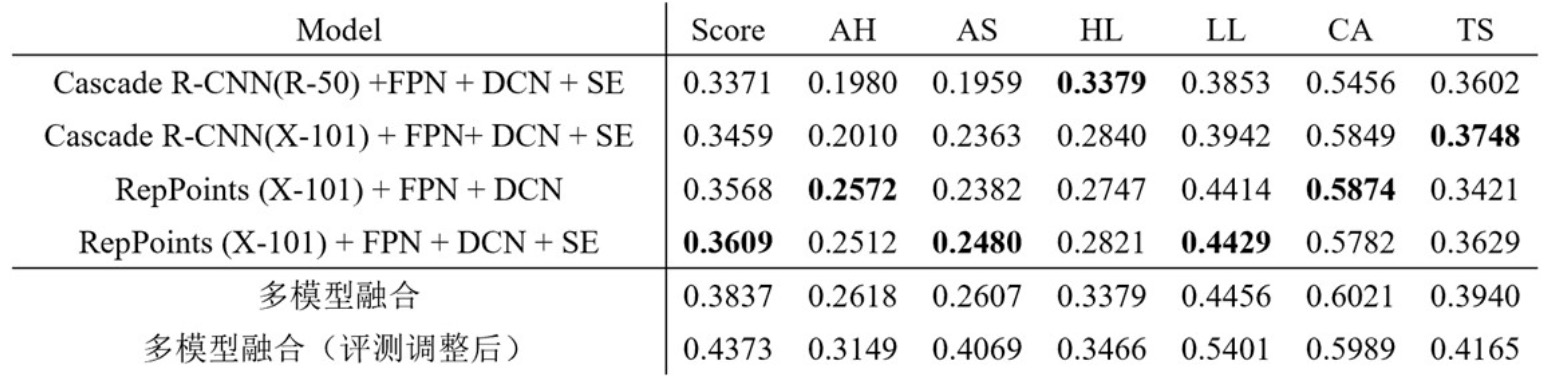 Model Score AH AS HL LL CA TS
Cascade R-CNN(R-50) +FPN + DCN + SE 0.3371 0.1980 0.1959 0.3379 0.3853 0.5456 0.3602
Cascade R-CNN(X-101) + FPN+ DCN + SE 0.3459 0.2010 0.2363 0.2840 0.3942 0.5849 0.3748
RepPoints (X-101) + FPN + DCN 0.3568 0.2572 0.2382 0.2747 0.4414 0.5874 0.3421
RepPoints (X-101) + FPN + DCN + SE 0.3609 0.2512 0.2480 0.2821 0.4429 0.5782 0.3629
多模型融合 0.3837 0.2618 0.2607 0.3379 0.4456 0.6021 0.3940
多模型融合（评测调整后） 0.4373 0.3149 0.4069 0.3466 0.5401 0.5989 0.4165